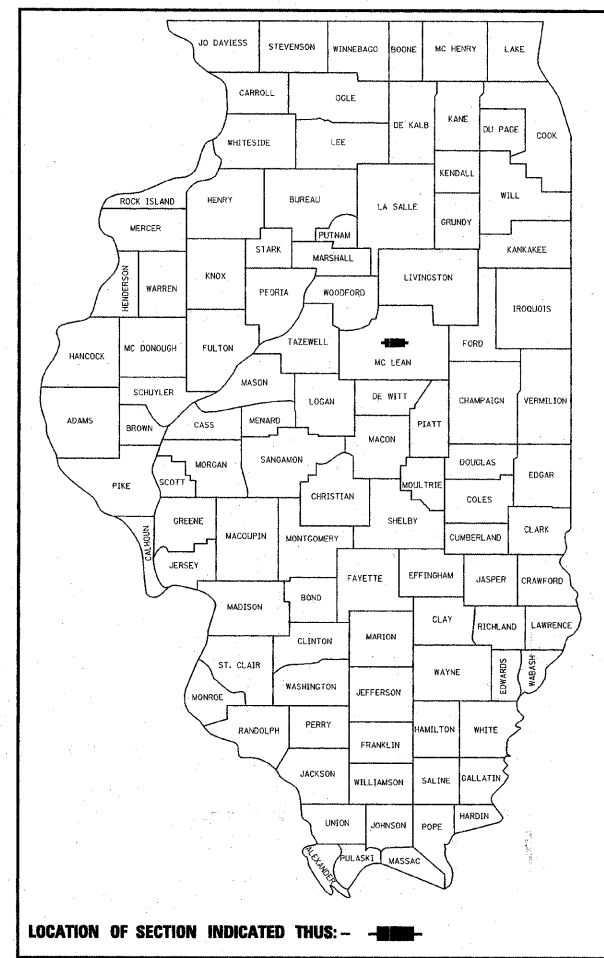 JO DAVIESS STEVENSON WINNEBAGO BOONE MC HENRY LAKE
CARROLL OGLE DE KALB KANE DU PAGE COOK
WHITESIDE LEE
KENDALL WILL
ROCK ISLAND HENRY BUREAU LA SALLE GRUNDY
MERCER PUTNAM
STARK MARSHALL KANKAKEE
HENDERSON WARREN KNOX PEORIA WOODFORD LIVINGSTON
IROQUOIS
HANCOCK MC DONOUGH FULTON TAZEWELL MC LEAN FORD
MASON
SCHUYLER LOGAN DE WITT CHAMPAIGN VERMILION
ADAMS BROWN CASS MENARD MACON PIATT
PIKE SCOTT MORGAN SANGAMON MOULTRIE DOUGLAS EDGAR
CHRISTIAN COLES
CALHOUN GREENE MACOUPIN MONTGOMERY SHELBY CUMBERLAND CLARK
JERSEY FAYETTE EFFINGHAM JASPER CRAWFORD
MADISON BOND
CLAY RICHLAND LAWRENCE
CLINTON MARION
ST. CLAIR WAYNE EDWARDS WABASH
MONROE WASHINGTON JEFFERSON
RANDOLPH PERRY HAMILTON WHITE
FRANKLIN
JACKSON WILLIAMSON SALINE GALLATIN
UNION JOHNSON POPE HARDIN
ALEXANDER PULASKI MASSAC
LOCATION OF SECTION INDICATED THUS:-